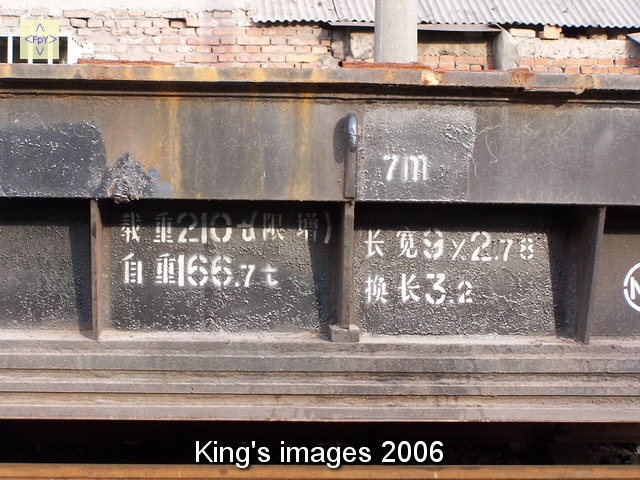 FDY
7m
载重210t(限增)
自重166.7t
长宽9×2.78
换长3.2
King's images 2006